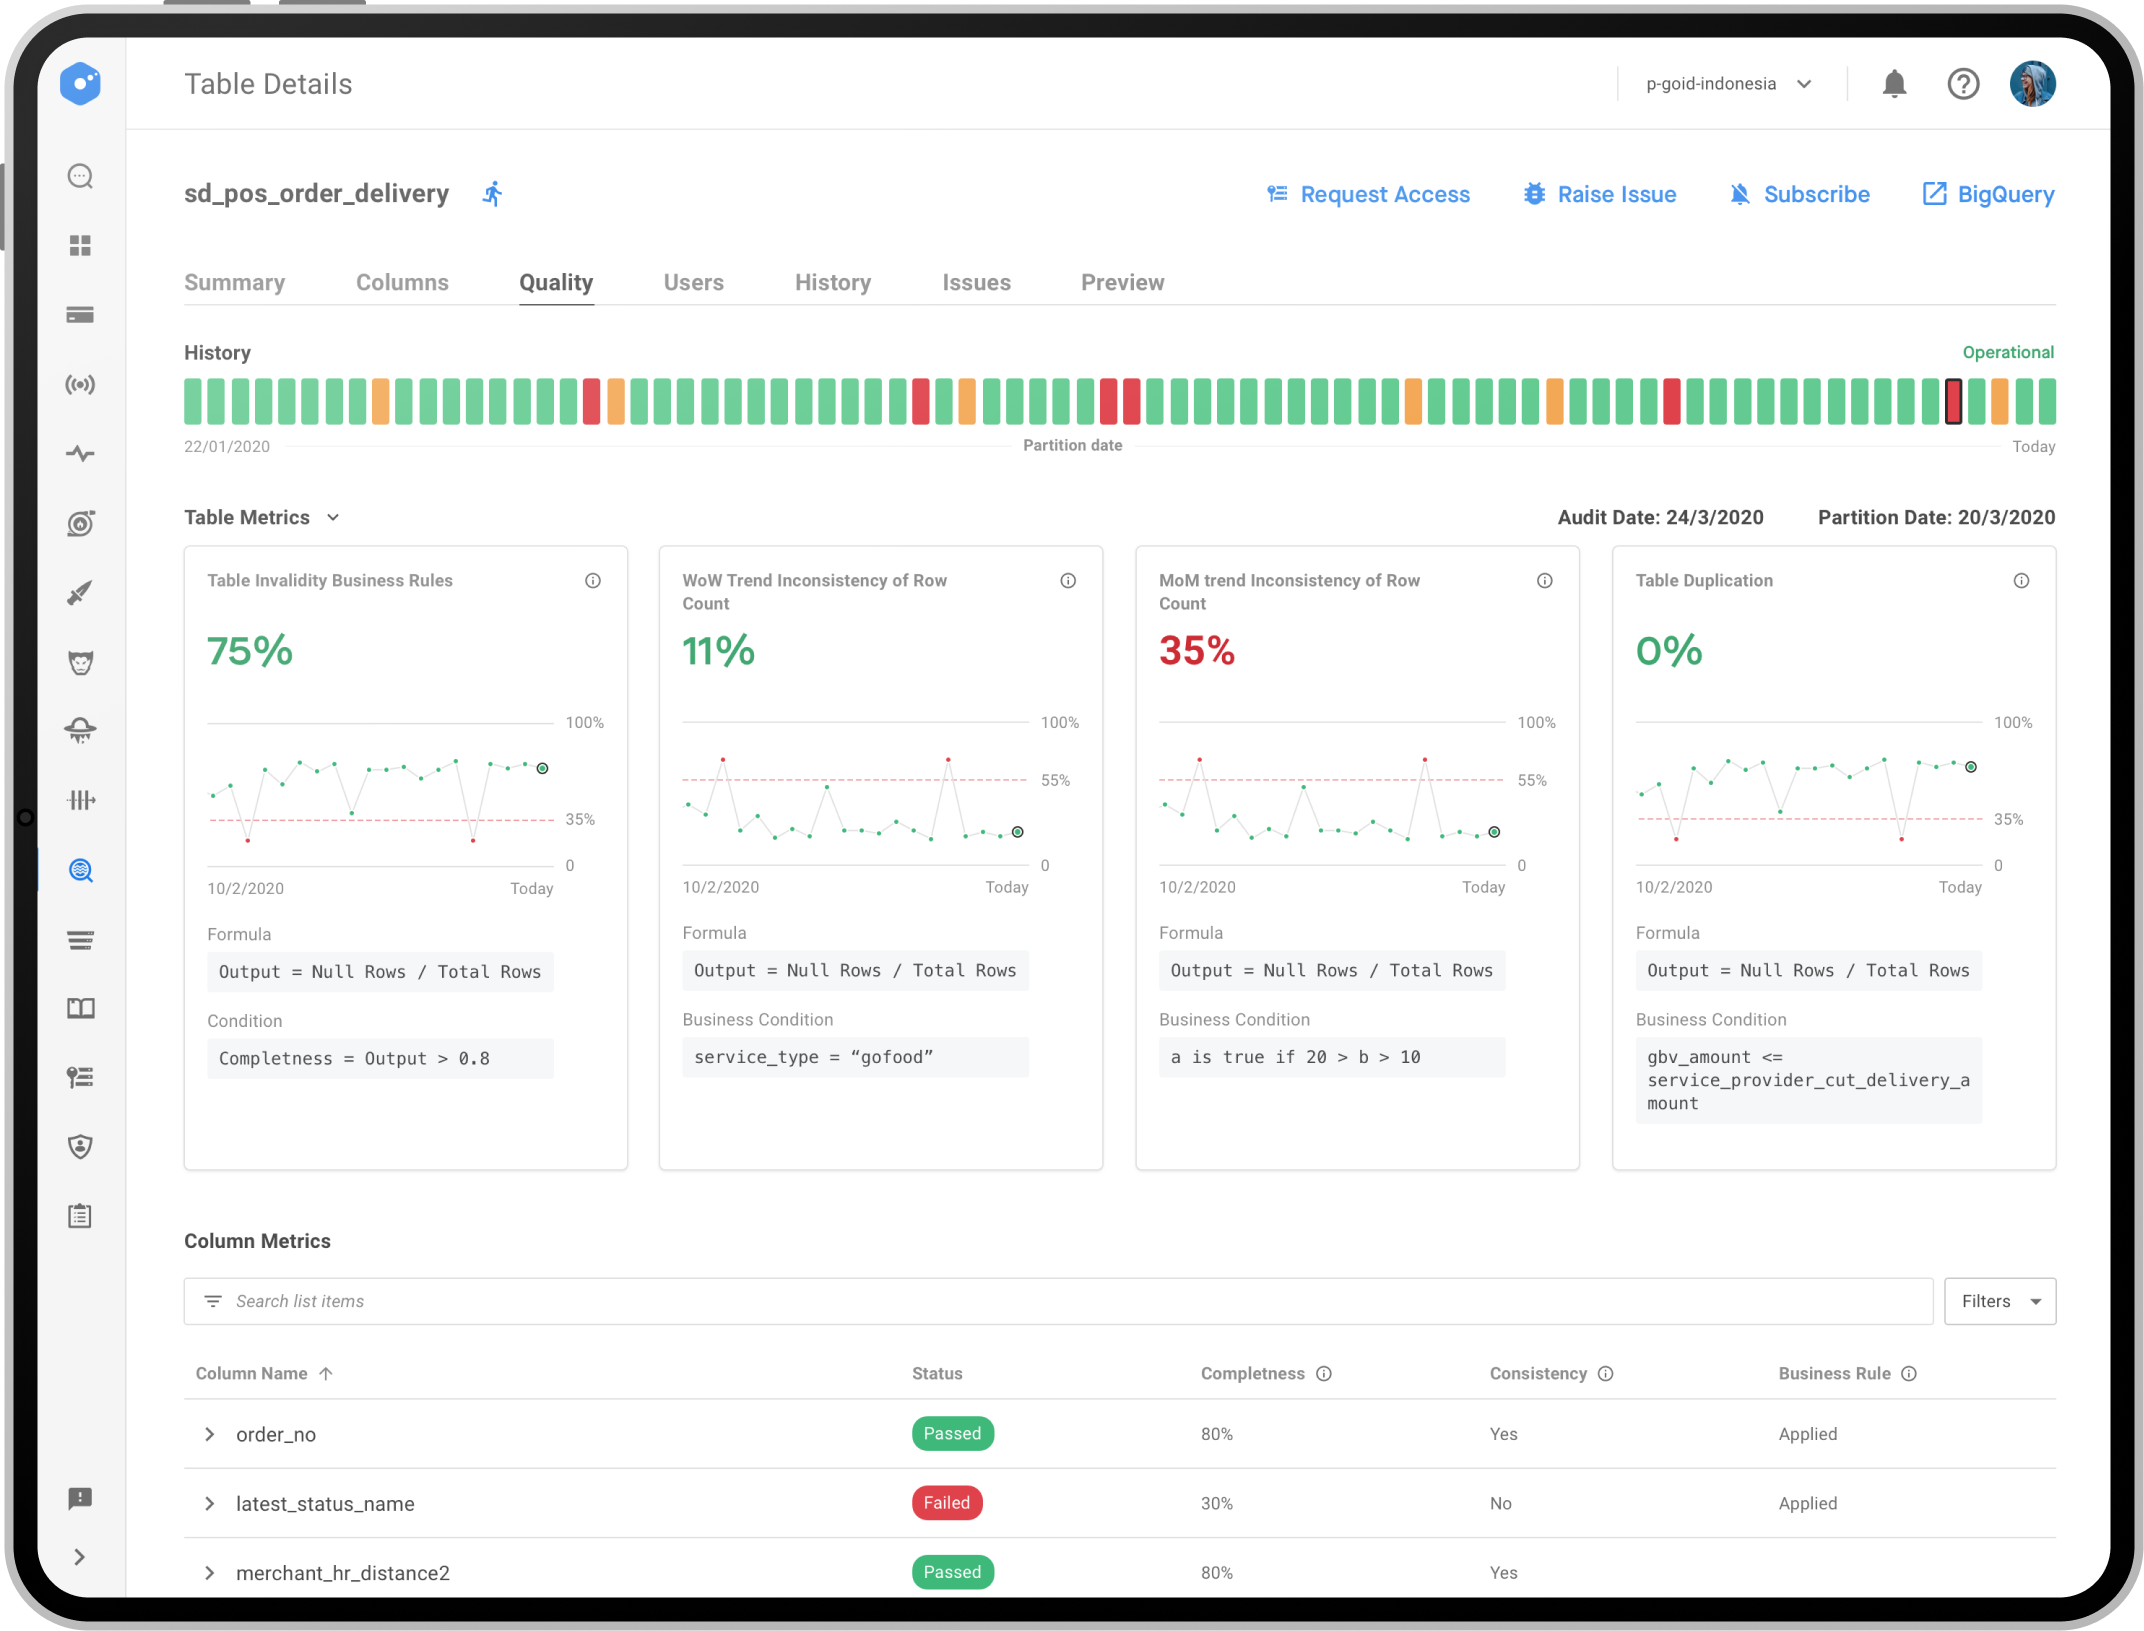 Table Details
p-goid-indonesia
sd_pos_order_delivery
Request Access
Raise Issue
Subscribe
BigQuery
Summary
Columns
Quality
Users
History
Issues
Preview
History
Operational
22/01/2020
Partition date
Today
Table Metrics
Audit Date: 24/3/2020
Partition Date: 20/3/2020
Table Invalidity Business Rules
75%
100%
35%
0
10/2/2020
Today
Formula
Output = Null Rows / Total Rows
Condition
Completness = Output > 0.8
WoW Trend Inconsistency of Row
Count
11%
100%
55%
0
10/2/2020
Today
Formula
Output = Null Rows / Total Rows
Business Condition
service_type = “gofood”
MoM trend Inconsistency of Row
Count
35%
100%
55%
0
10/2/2020
Today
Formula
Output = Null Rows / Total Rows
Business Condition
a is true if 20 > b > 10
Table Duplication
0%
100%
35%
0
10/2/2020
Today
Formula
Output = Null Rows / Total Rows
Business Condition
gbv_amount <=
service_provider_cut_delivery_a
mount
Column Metrics
Search list items
Filters
Column Name
Status
Completness
Consistency
Business Rule
order_no
Passed
80%
Yes
Applied
latest_status_name
Failed
30%
No
Applied
merchant_hr_distance2
Passed
80%
Yes